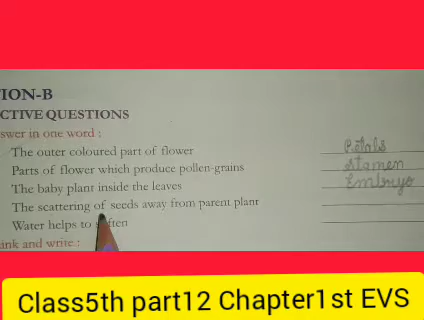 ION-B
CTIVE QUESTIONS
swer in one word :
The outer coloured part of flower Petals
Parts of flower which produce pollen-grains stamen
The baby plant inside the leaves Embryo
The scattering of seeds away from parent plant
Water helps to
ink and write :
Class5th part12 Chapter1st EVS